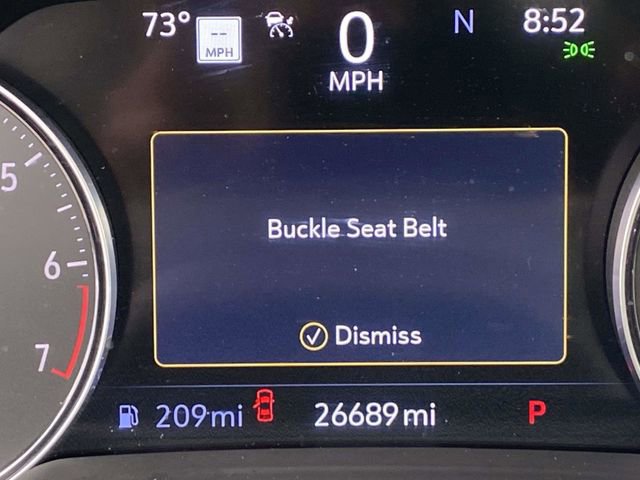 73° -- MPH 0 MPH N 8:52
5
6
7
Buckle Seat Belt
Dismiss
209mi 26689mi P